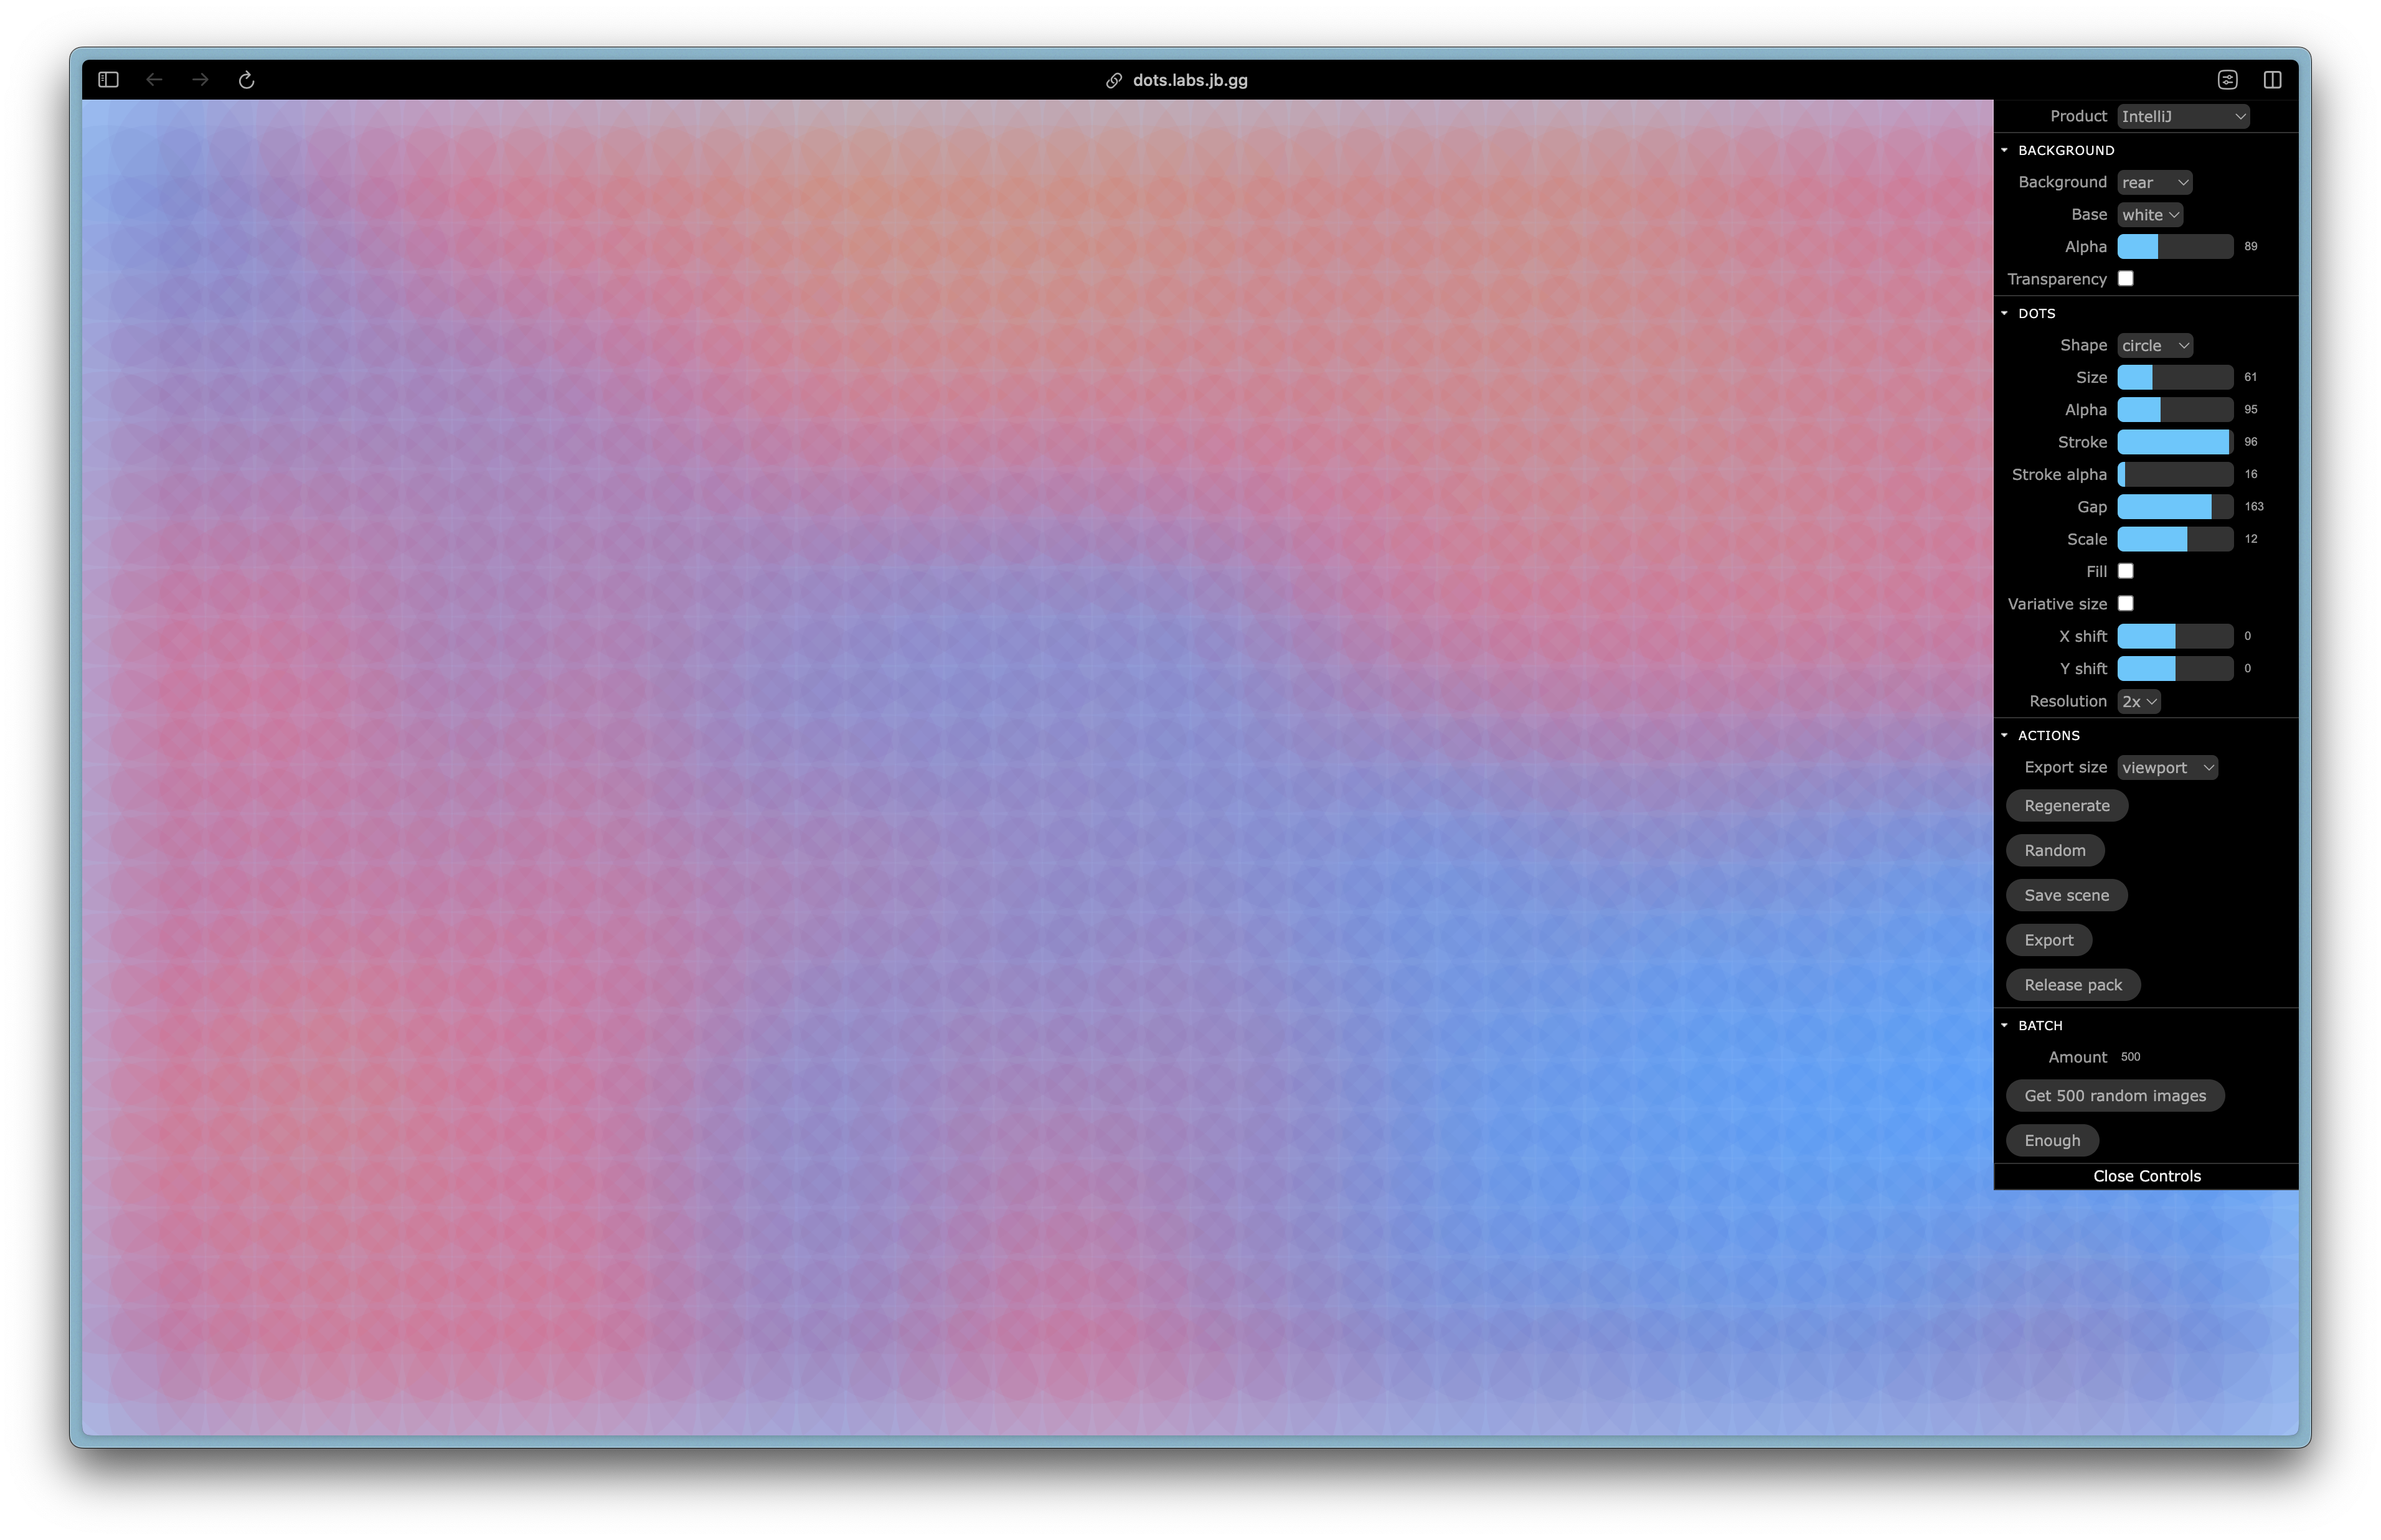 dots.labs.jb.gg
Product IntelliJ
BACKGROUND
Background rear
Base white
Alpha 89
Transparency
DOTS
Shape circle
Size 61
Alpha 95
Stroke 96
Stroke alpha 16
Gap 163
Scale 12
Fill
Variative size
X shift 0
Y shift 0
Resolution 2x
ACTIONS
Export size viewport
Regenerate
Random
Save scene
Export
Release pack
BATCH
Amount 500
Get 500 random images
Enough
Close Controls